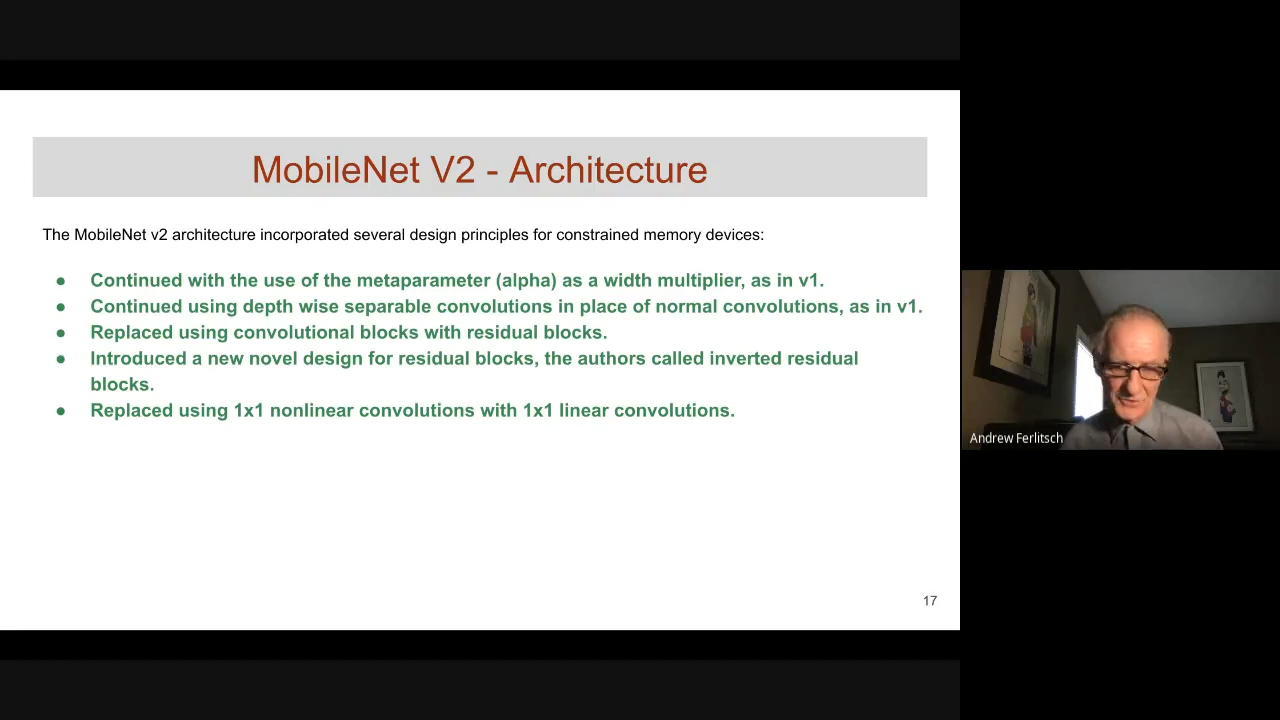 MobileNet V2 - Architecture
The MobileNet v2 architecture incorporated several design principles for constrained memory devices:
● Continued with the use of the metaparameter (alpha) as a width multiplier, as in v1.
● Continued using depth wise separable convolutions in place of normal convolutions, as in v1.
● Replaced using convolutional blocks with residual blocks.
● Introduced a new novel design for residual blocks, the authors called inverted residual
blocks.
● Replaced using 1x1 nonlinear convolutions with 1x1 linear convolutions.
17
Andrew Ferlitsch